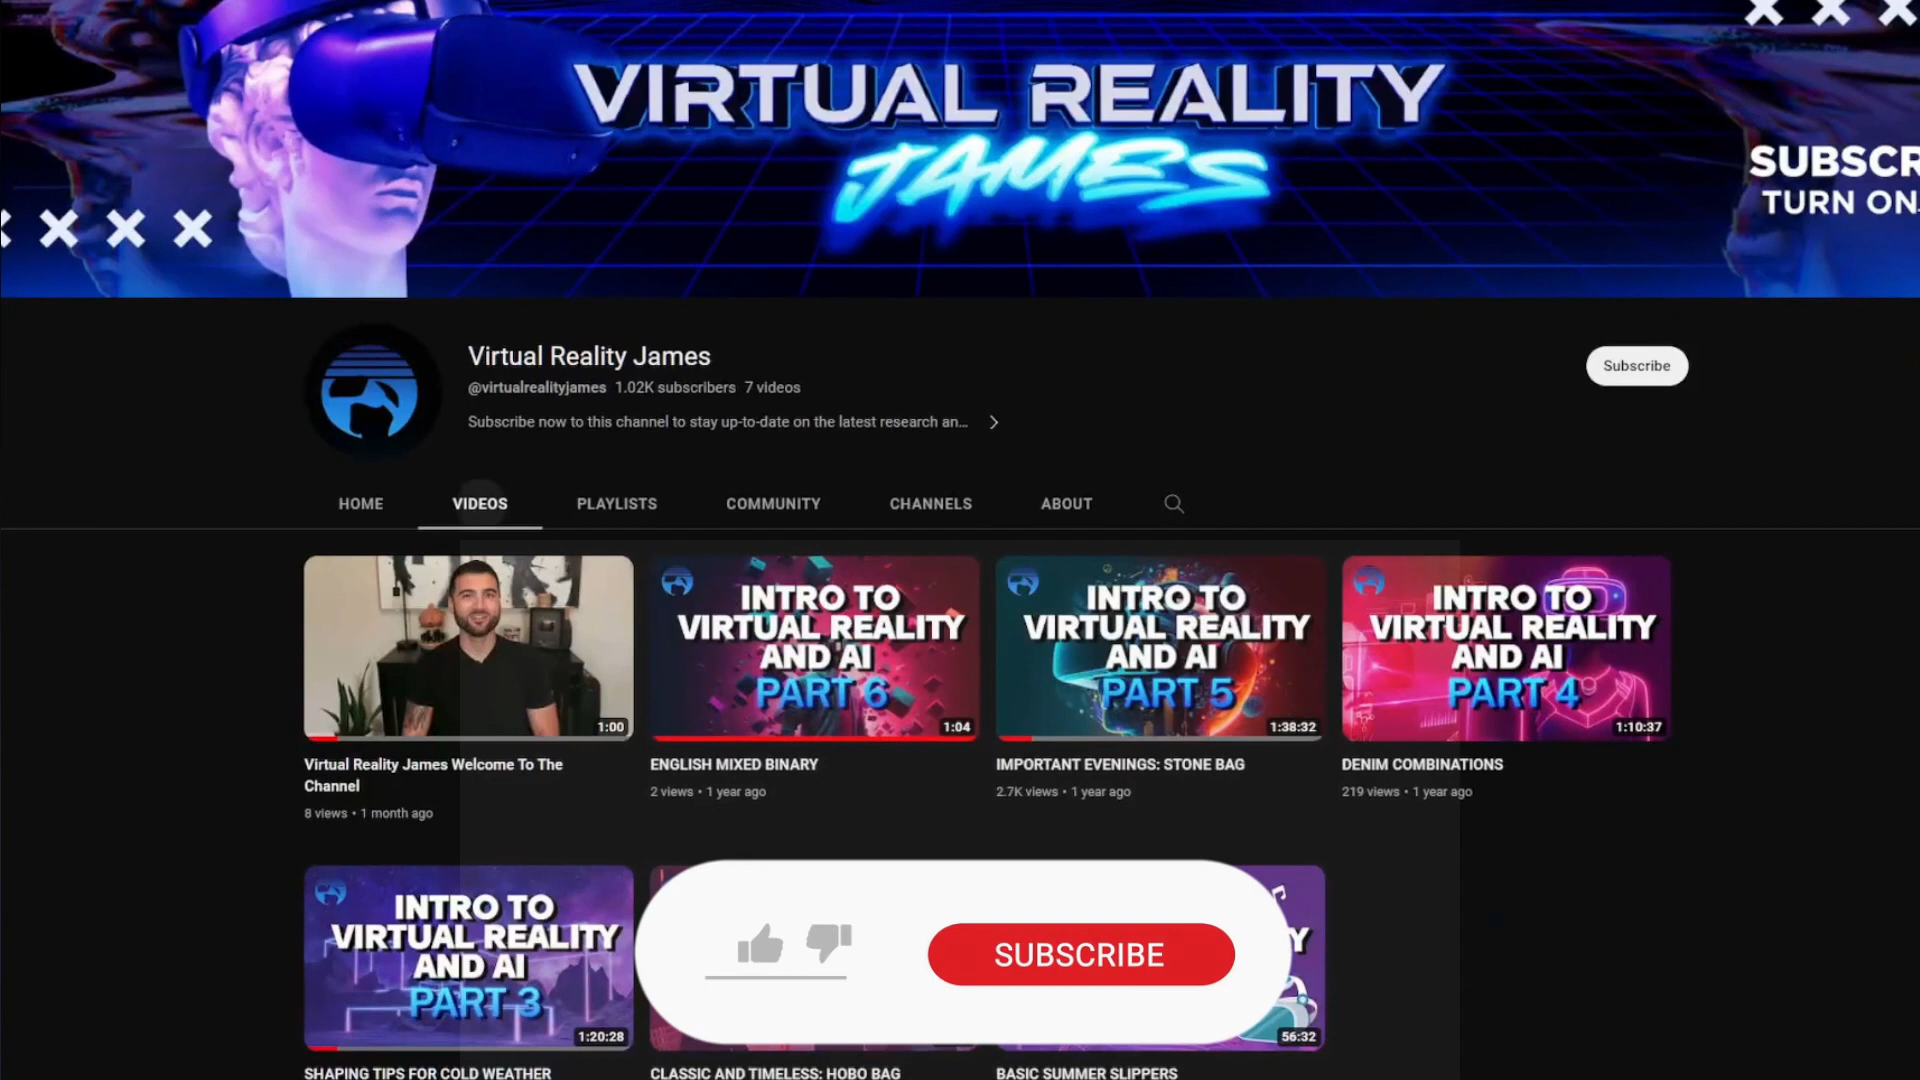 VIRTUAL REALITY
JAMES
SUBSCR
TURN ON
Virtual Reality James
@virtualrealityjames 1.02K subscribers 7 videos
Subscribe now to this channel to stay up-to-date on the latest research an...
Subscribe
HOME VIDEOS PLAYLISTS COMMUNITY CHANNELS ABOUT
1:00
INTRO TO
VIRTUAL REALITY
AND AI
PART 6
1:04
INTRO TO
VIRTUAL REALITY
AND AI
PART 5
1:38:32
INTRO TO
VIRTUAL REALITY
AND AI
PART 4
1:10:37
Virtual Reality James Welcome To The
Channel
8 views • 1 month ago
ENGLISH MIXED BINARY
2 views • 1 year ago
IMPORTANT EVENINGS: STONE BAG
2.7K views • 1 year ago
DENIM COMBINATIONS
219 views • 1 year ago
INTRO TO
VIRTUAL REALITY
AND AI
PART 3
1:20:28
SUBSCRIBE
Y
56:32
SHAPING TIPS FOR COLD WEATHER
CLASSIC AND TIMELESS: HOBO BAG
BASIC SUMMER SLIPPERS